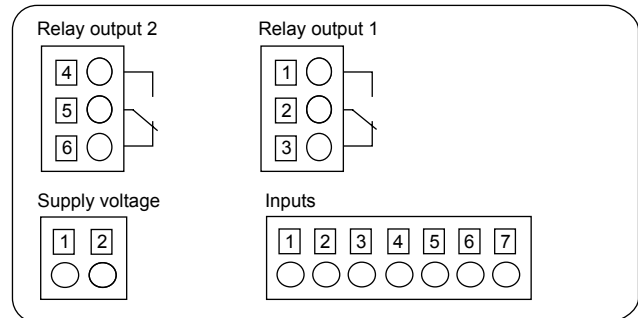 Relay output 2 Relay output 1
4 1
5 2
6 3
Supply voltage Inputs
1 2 1 2 3 4 5 6 7